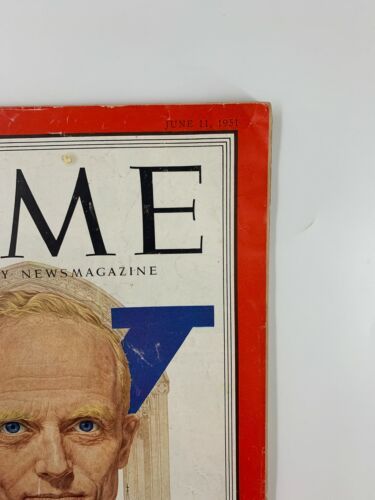 JUNE 11, 1951
ME
Y NEWSMAGAZINE
Y